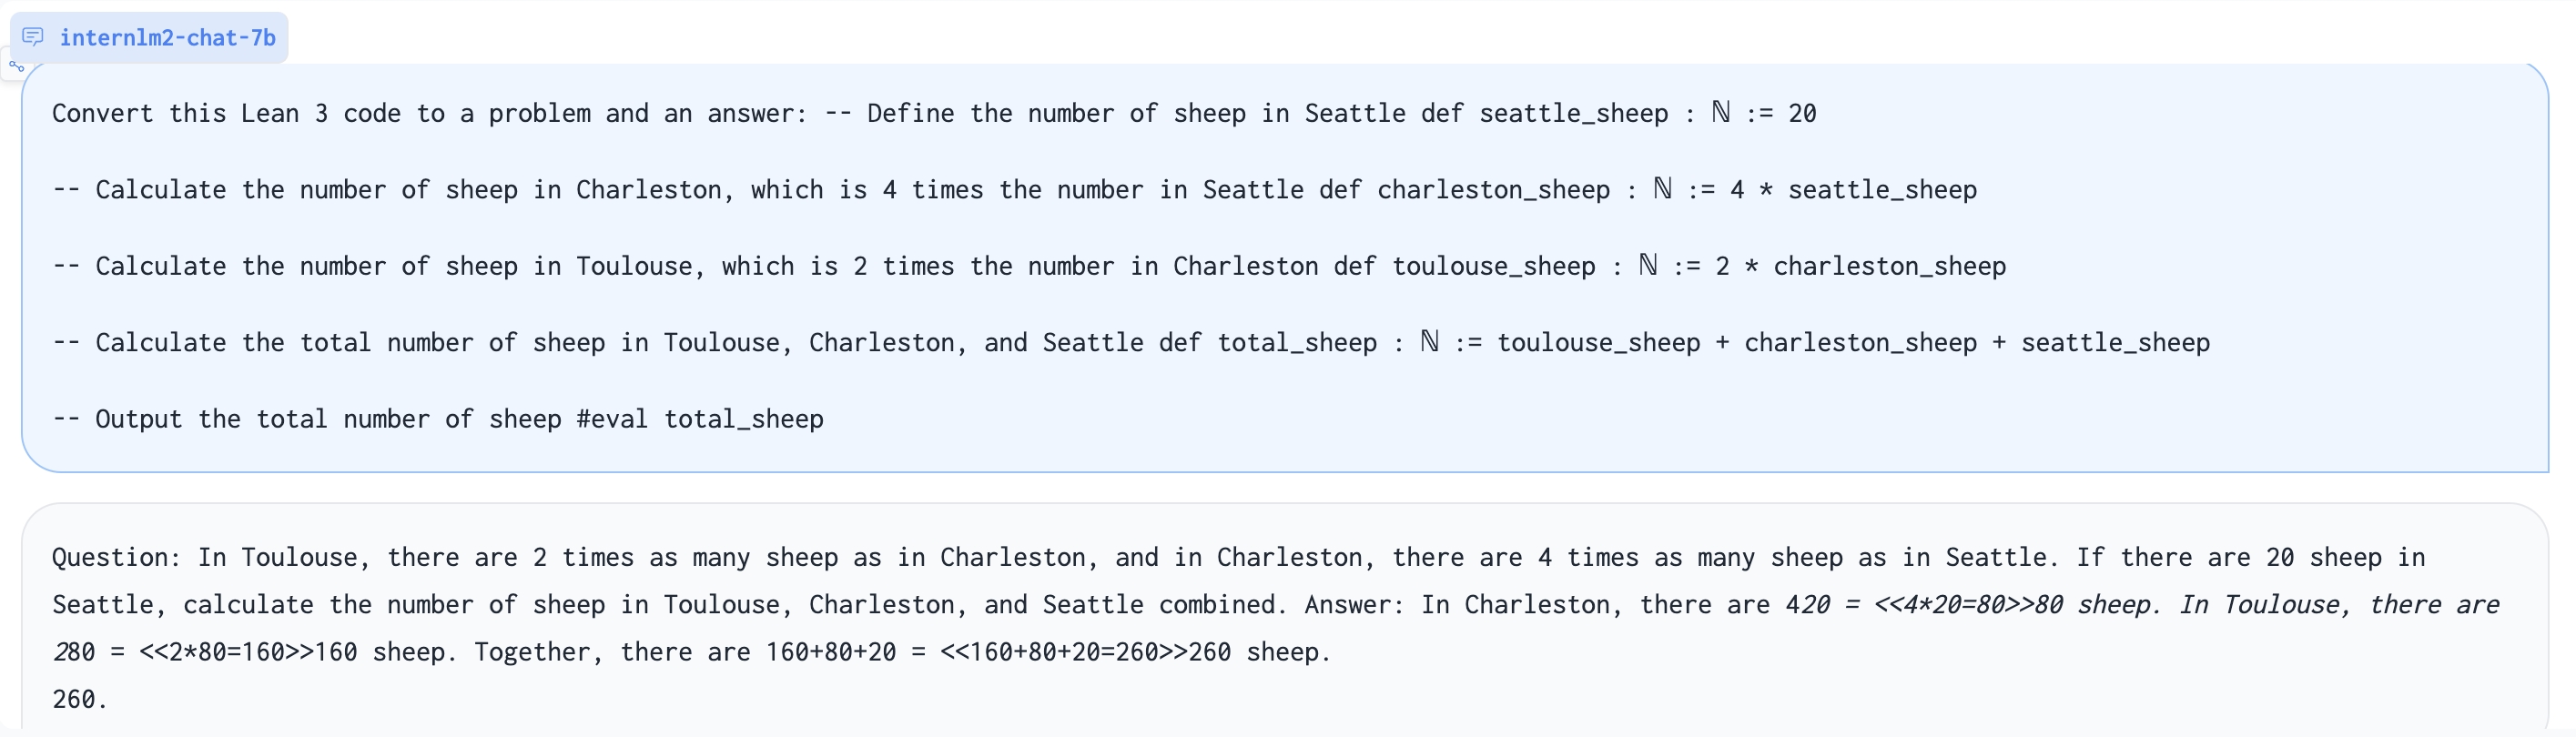 internlm2-chat-7b
Convert this Lean 3 code to a problem and an answer: -- Define the number of sheep in Seattle def seattle_sheep : ℕ := 20
-- Calculate the number of sheep in Charleston, which is 4 times the number in Seattle def charleston_sheep : ℕ := 4 * seattle_sheep
-- Calculate the number of sheep in Toulouse, which is 2 times the number in Charleston def toulouse_sheep : ℕ := 2 * charleston_sheep
-- Calculate the total number of sheep in Toulouse, Charleston, and Seattle def total_sheep : ℕ := toulouse_sheep + charleston_sheep + seattle_sheep
-- Output the total number of sheep #eval total_sheep
Question: In Toulouse, there are 2 times as many sheep as in Charleston, and in Charleston, there are 4 times as many sheep as in Seattle. If there are 20 sheep in
Seattle, calculate the number of sheep in Toulouse, Charleston, and Seattle combined. Answer: In Charleston, there are 420 = <<4*20=80>>80 sheep. In Toulouse, there are
280 = <<2*80=160>>160 sheep. Together, there are 160+80+20 = <<160+80+20=260>>260 sheep.
260.